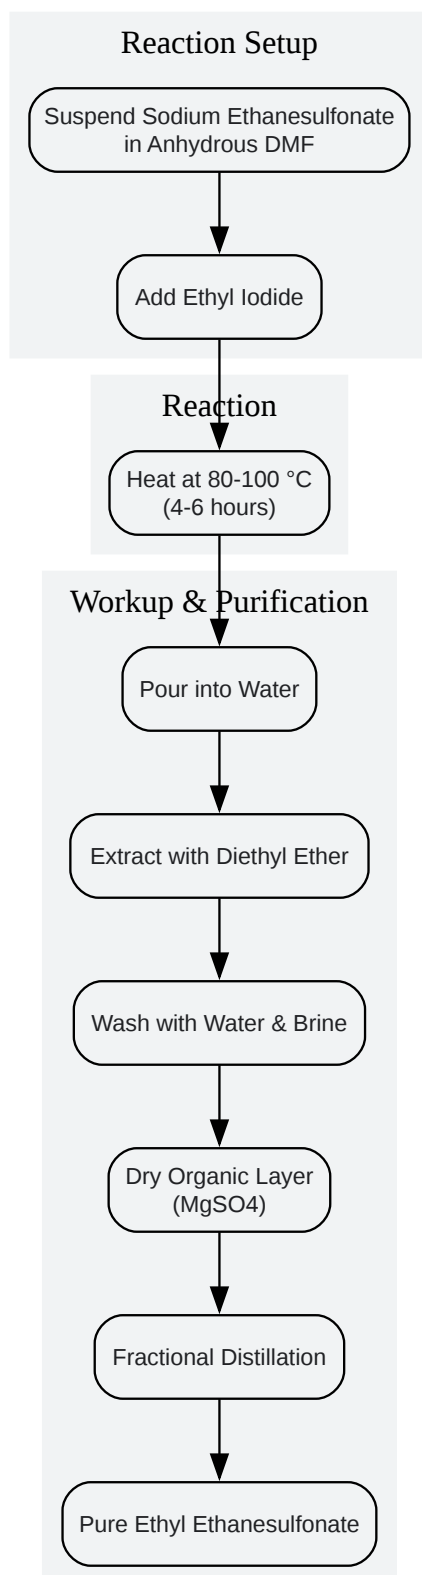 Reaction Setup
Suspend Sodium Ethanesulfonate
in Anhydrous DMF
Add Ethyl Iodide
Reaction
Heat at 80-100 °C
(4-6 hours)
Workup & Purification
Pour into Water
Extract with Diethyl Ether
Wash with Water & Brine
Dry Organic Layer
(MgSO4)
Fractional Distillation
Pure Ethyl Ethanesulfonate